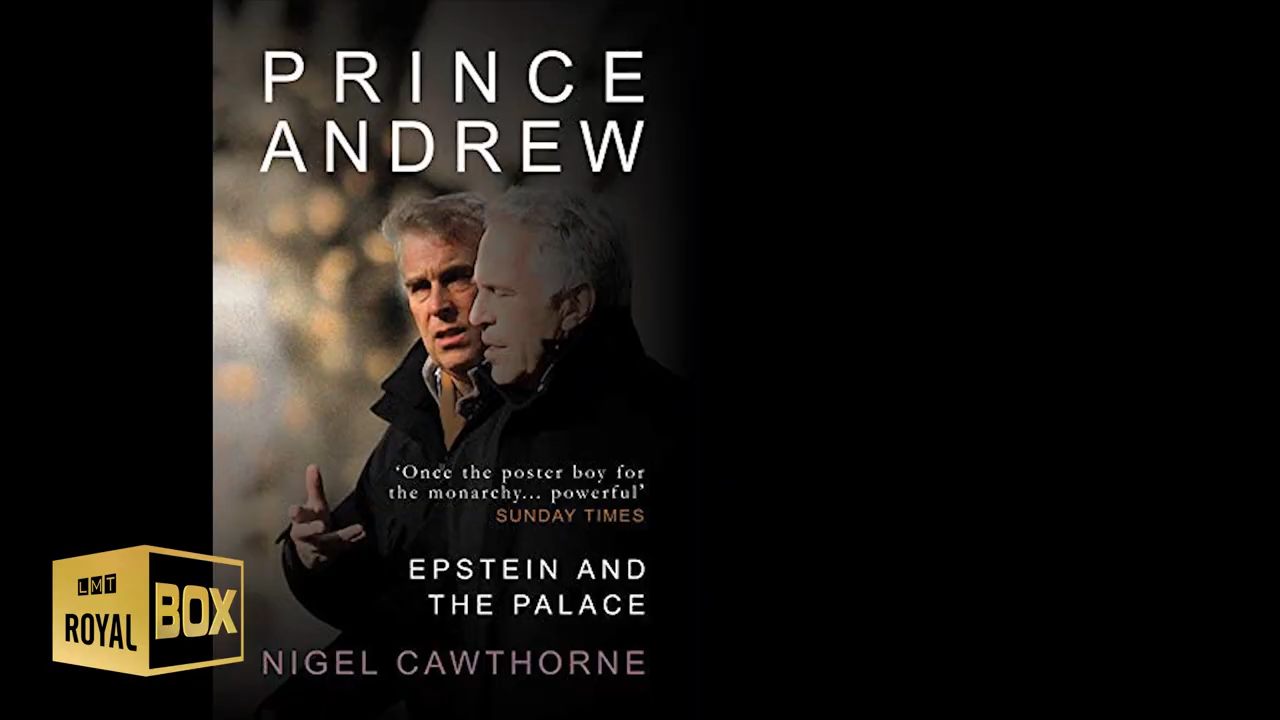 PRINCE
ANDREW
‘Once the poster boy for
the monarchy... powerful’
SUNDAY TIMES
EPSTEIN AND
THE PALACE
NIGEL CAWTHORNE
LMT
ROYAL
BOX